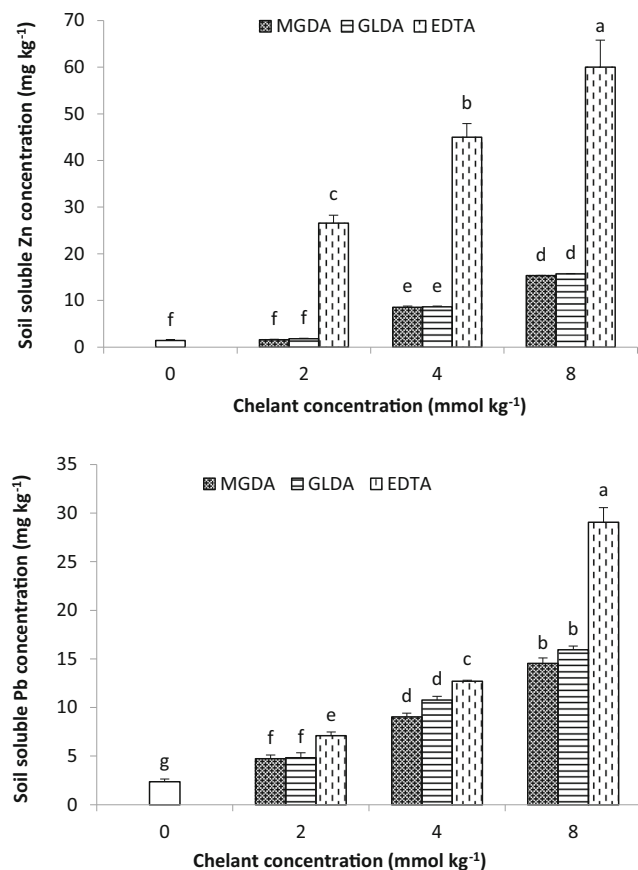 70
60
50
40
30
20
10
0
Soil soluble Zn concentration (mg kg-1)
MGDA GLDA EDTA
f
f f c
e e b
d d a
0 2 4 8
Chelant concentration (mmol kg-1)
35
30
25
20
15
10
5
0
Soil soluble Pb concentration (mg kg-1)
MGDA GLDA EDTA
g
f f e
d d c
b b a
0 2 4 8
Chelant concentration (mmol kg-1)